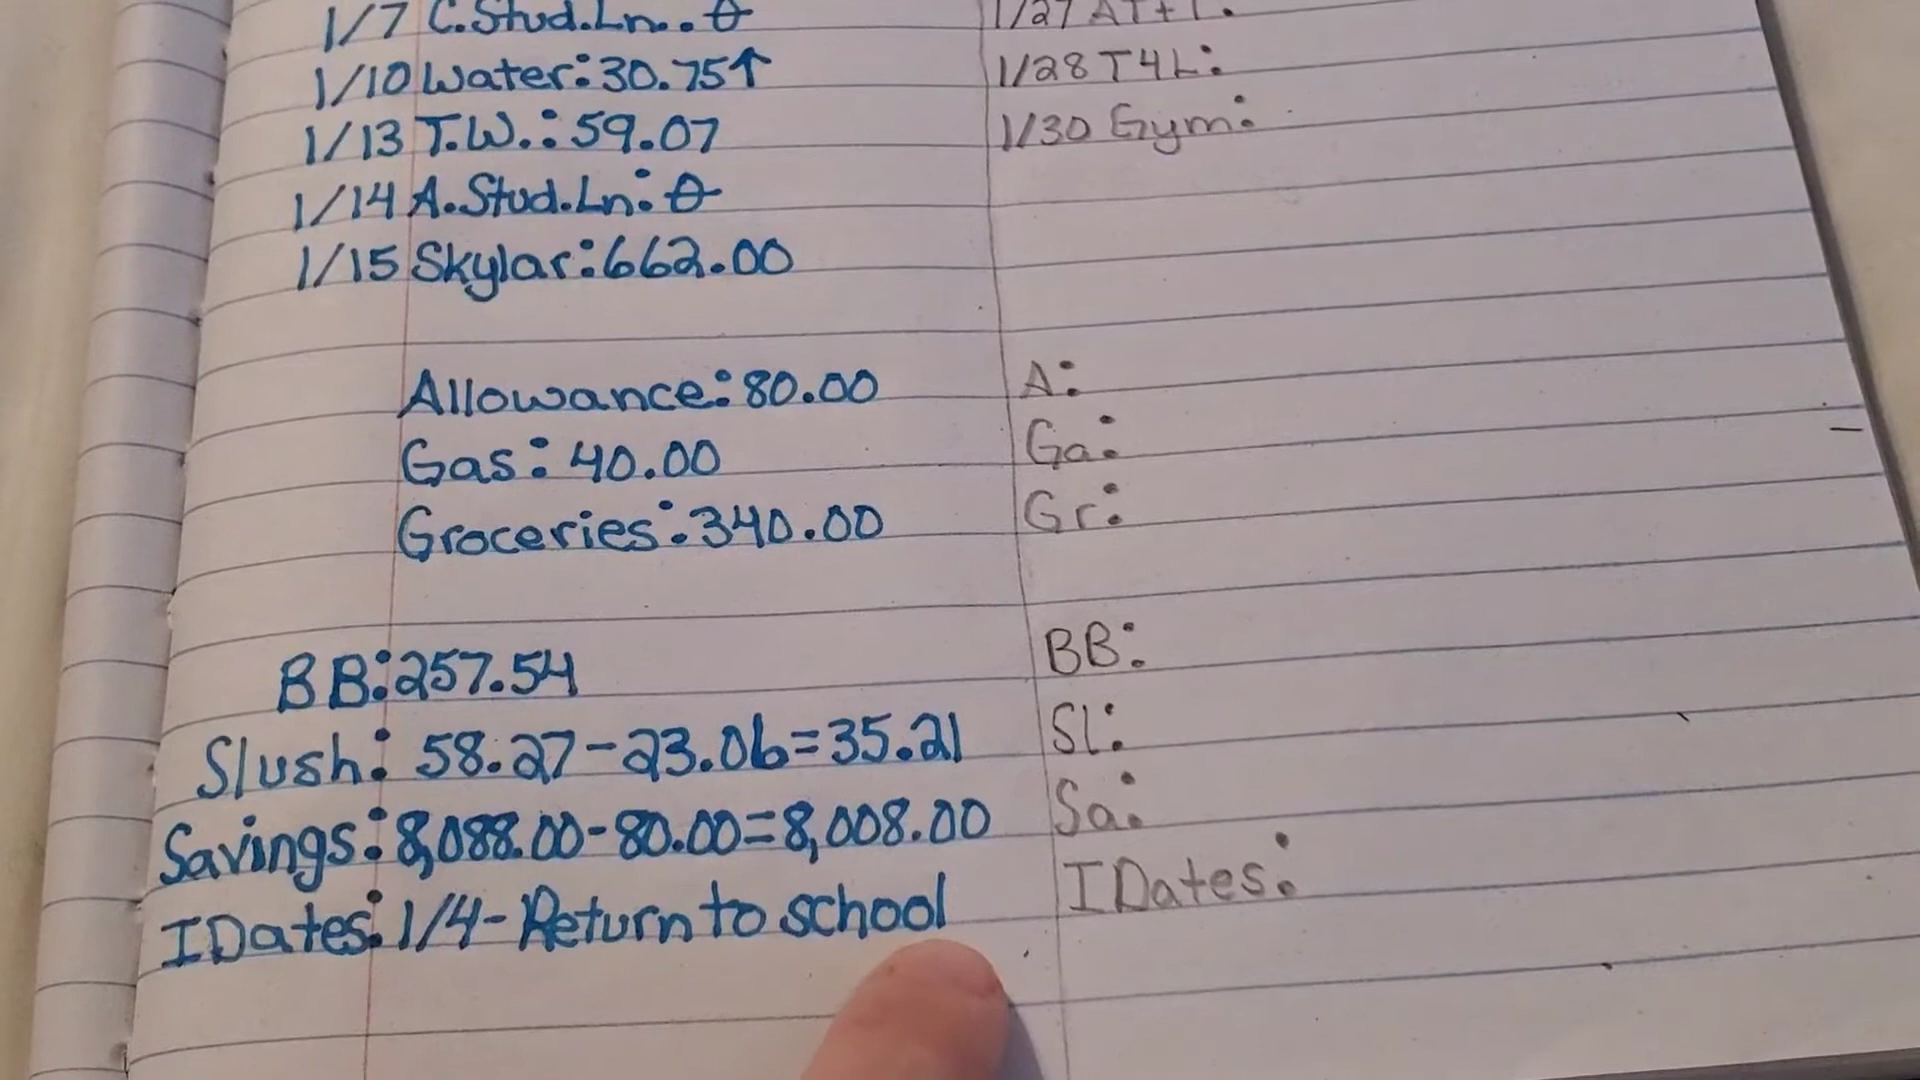 1/7 C.Stud.Ln..θ
1/10 Water:30.75↑
1/13 T.W.:59.07
1/14 A.Stud.Ln:θ
1/15 Skylar:662.00
Allowance:80.00
Gas:40.00
Groceries:340.00
BB:257.54
Slush: 58.27-23.06=35.21
Savings:8,088.00-80.00=8,008.00
IDates:1/4-Return to school
1/27 AT+T:
1/28 T4L:
1/30 Gym:
A:
Ga:
Gr:
BB:
Sl:
Sa:
IDates: